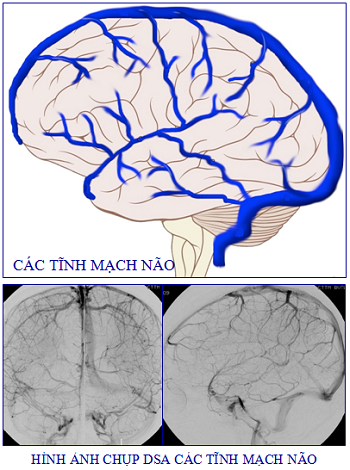 CÁC TĨNH MẠCH NÃO
HÌNH ẢNH CHỤP DSA CÁC TĨNH MẠCH NÃO